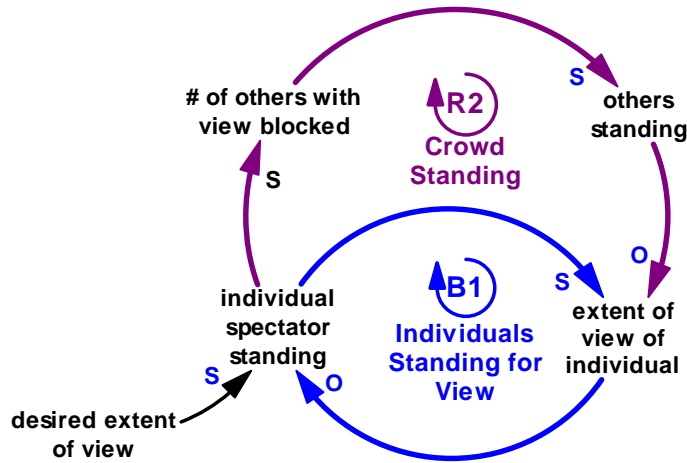 # of others with
view blocked
S
R2
Crowd
Standing
S
others
standing
S
O
individual
spectator
standing
B1
Individuals
Standing for
View
S
extent of
view of
individual
S
O
desired extent
of view